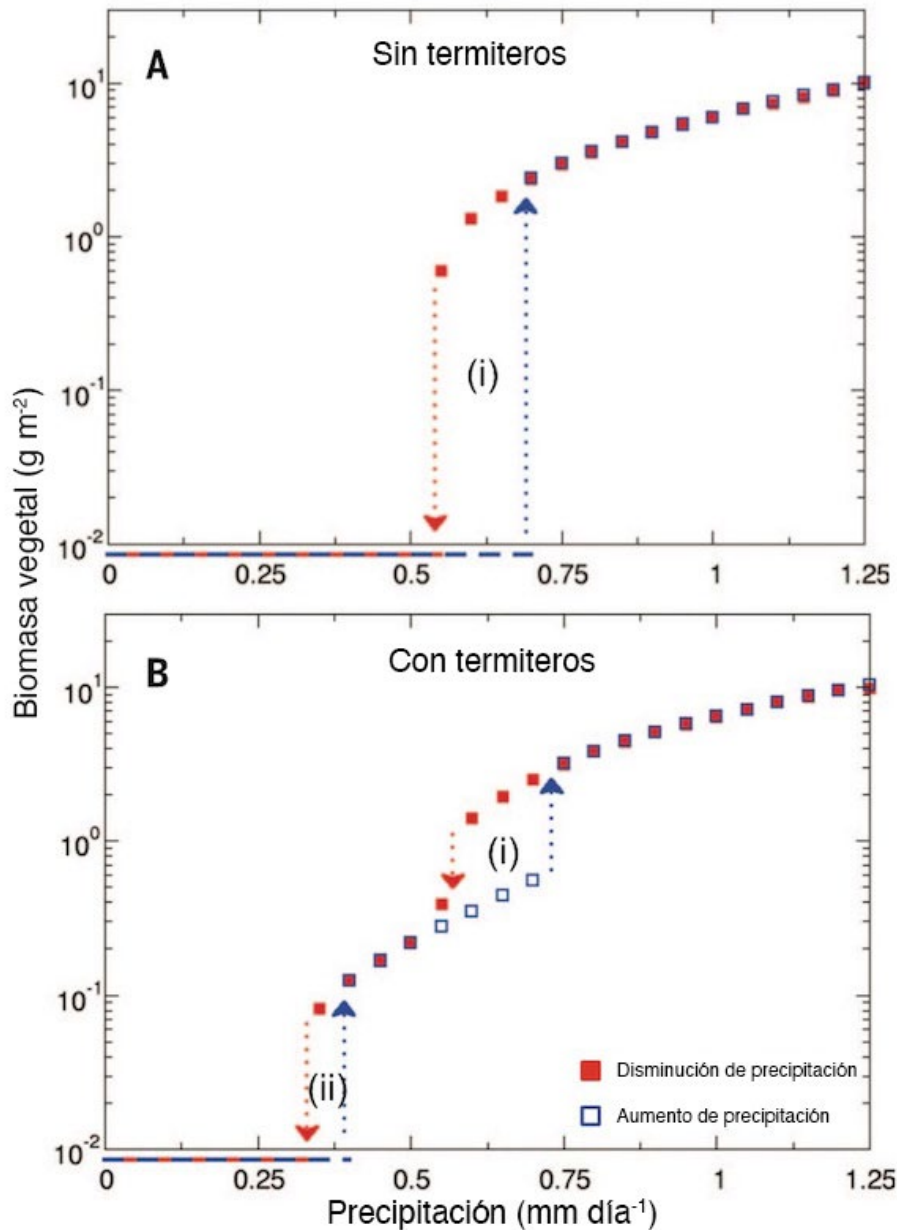 A
Sin termiteros
10¹
10⁰
10⁻¹
10⁻²
(i)
0 0.25 0.5 0.75 1 1.25
Biomasa vegetal (g m⁻²)
B
Con termiteros
10¹
10⁰
10⁻¹
10⁻²
(i)
(ii)
Disminución de precipitación
Aumento de precipitación
0 0.25 0.5 0.75 1 1.25
Precipitación (mm día⁻¹)